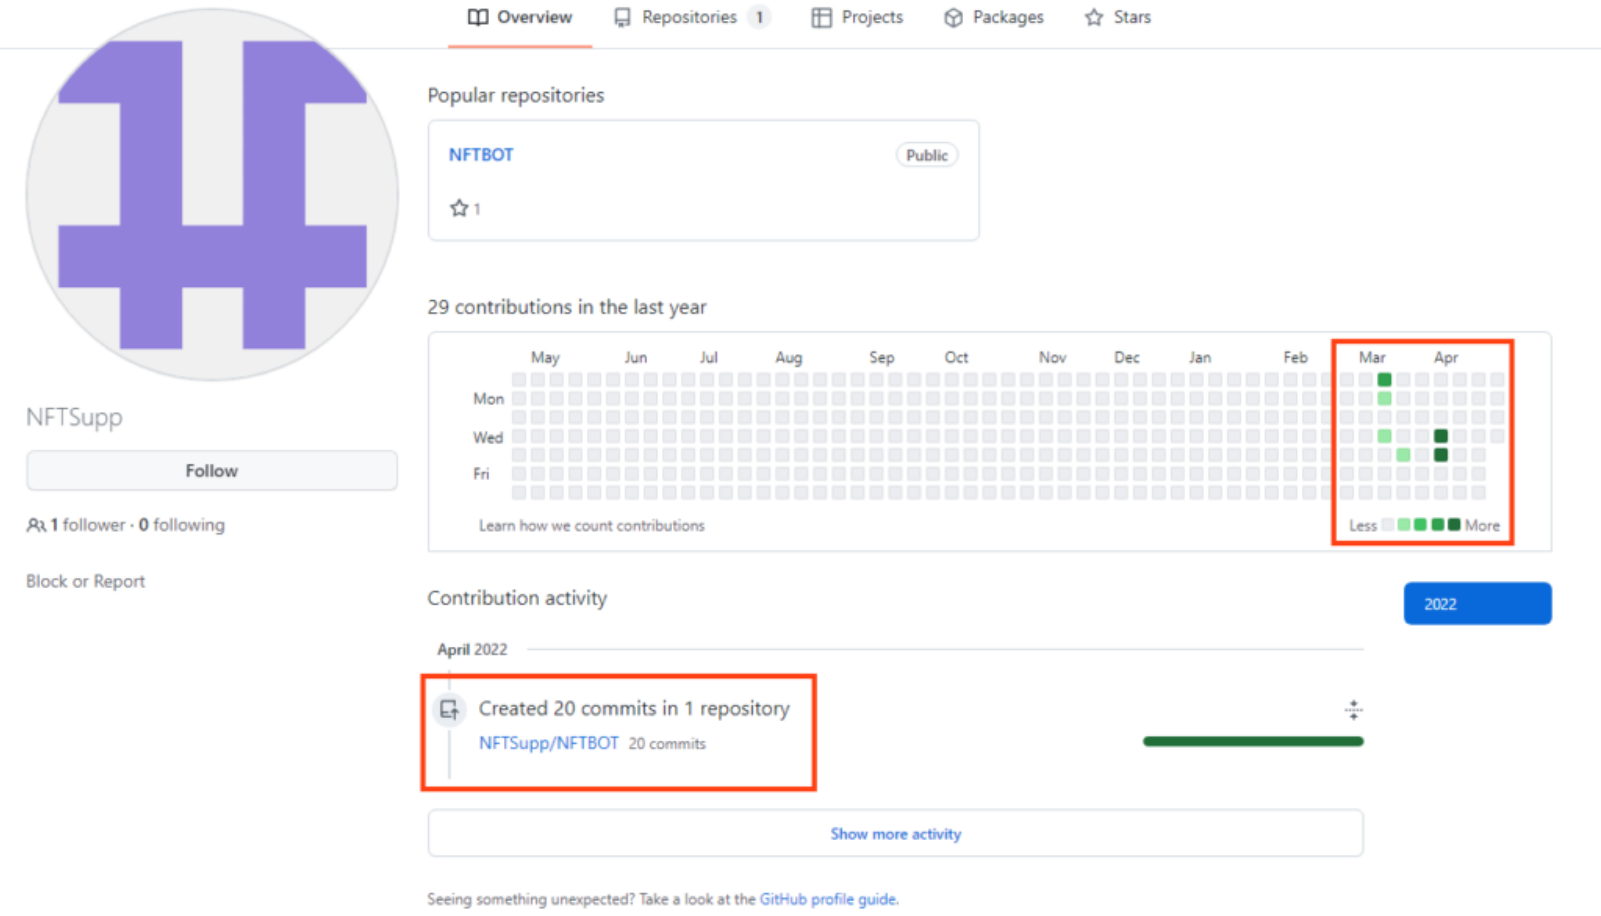 Overview Repositories 1 Projects Packages Stars
Popular repositories
NFTBOT Public
1
29 contributions in the last year
May Jun Jul Aug Sep Oct Nov Dec Jan Feb Mar Apr
Mon
Wed
Fri
Learn how we count contributions Less More
NFTSupp
Follow
1 follower · 0 following
Block or Report
Contribution activity
2022
April 2022
Created 20 commits in 1 repository
NFTSupp/NFTBOT 20 commits
Show more activity
Seeing something unexpected? Take a look at the GitHub profile guide.